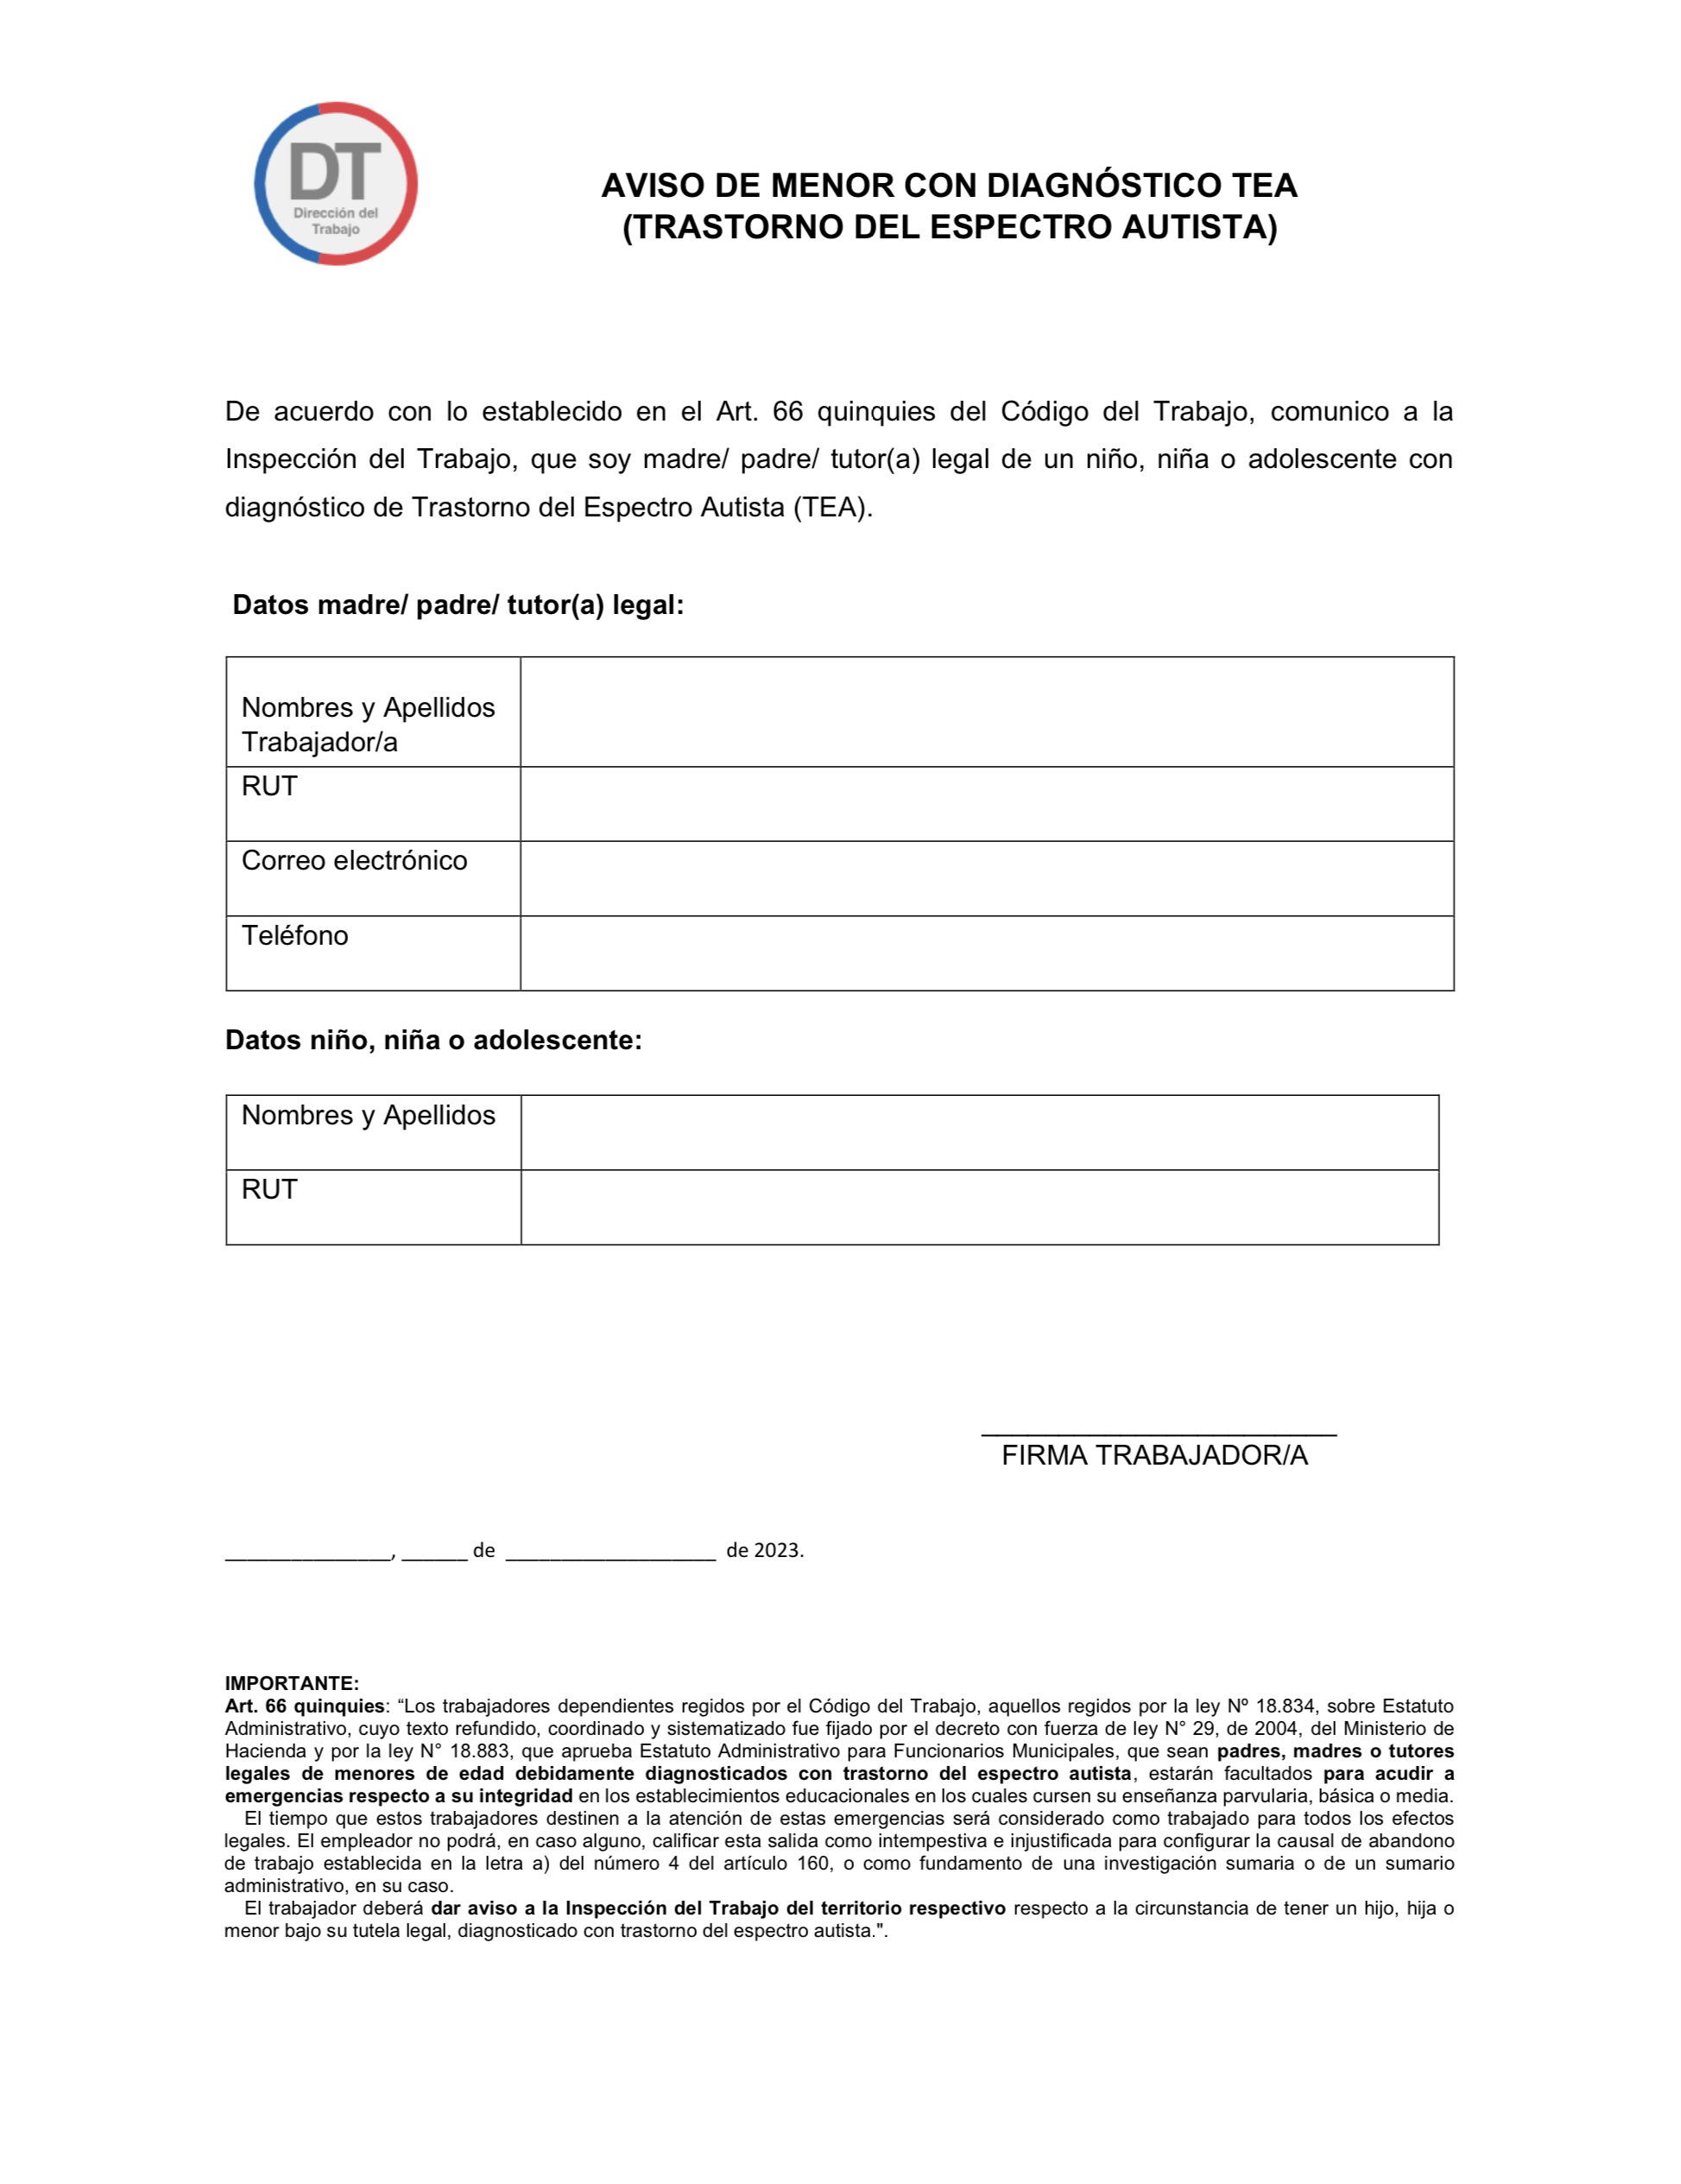 DT
Dirección del
Trabajo
AVISO DE MENOR CON DIAGNÓSTICO TEA
(TRASTORNO DEL ESPECTRO AUTISTA)
De acuerdo con lo establecido en el Art. 66 quinquies del Código del Trabajo, comunico a la
Inspección del Trabajo, que soy madre/ padre/ tutor(a) legal de un niño, niña o adolescente con
diagnóstico de Trastorno del Espectro Autista (TEA).
Datos madre/ padre/ tutor(a) legal:
Nombres y Apellidos
Trabajador/a
RUT
Correo electrónico
Teléfono
Datos niño, niña o adolescente:
Nombres y Apellidos
RUT
_______________________
FIRMA TRABAJADOR/A
_______________, ______ de ___________________ de 2023.
IMPORTANTE:
Art. 66 quinquies: “Los trabajadores dependientes regidos por el Código del Trabajo, aquellos regidos por la ley Nº 18.834, sobre Estatuto
Administrativo, cuyo texto refundido, coordinado y sistematizado fue fijado por el decreto con fuerza de ley N° 29, de 2004, del Ministerio de
Hacienda y por la ley N° 18.883, que aprueba Estatuto Administrativo para Funcionarios Municipales, que sean padres, madres o tutores
legales de menores de edad debidamente diagnosticados con trastorno del espectro autista, estarán facultados para acudir a
emergencias respecto a su integridad en los establecimientos educacionales en los cuales cursen su enseñanza parvularia, básica o media.
El tiempo que estos trabajadores destinen a la atención de estas emergencias será considerado como trabajado para todos los efectos
legales. El empleador no podrá, en caso alguno, calificar esta salida como intempestiva e injustificada para configurar la causal de abandono
de trabajo establecida en la letra a) del número 4 del artículo 160, o como fundamento de una investigación sumaria o de un sumario
administrativo, en su caso.
El trabajador deberá dar aviso a la Inspección del Trabajo del territorio respectivo respecto a la circunstancia de tener un hijo, hija o
menor bajo su tutela legal, diagnosticado con trastorno del espectro autista.".